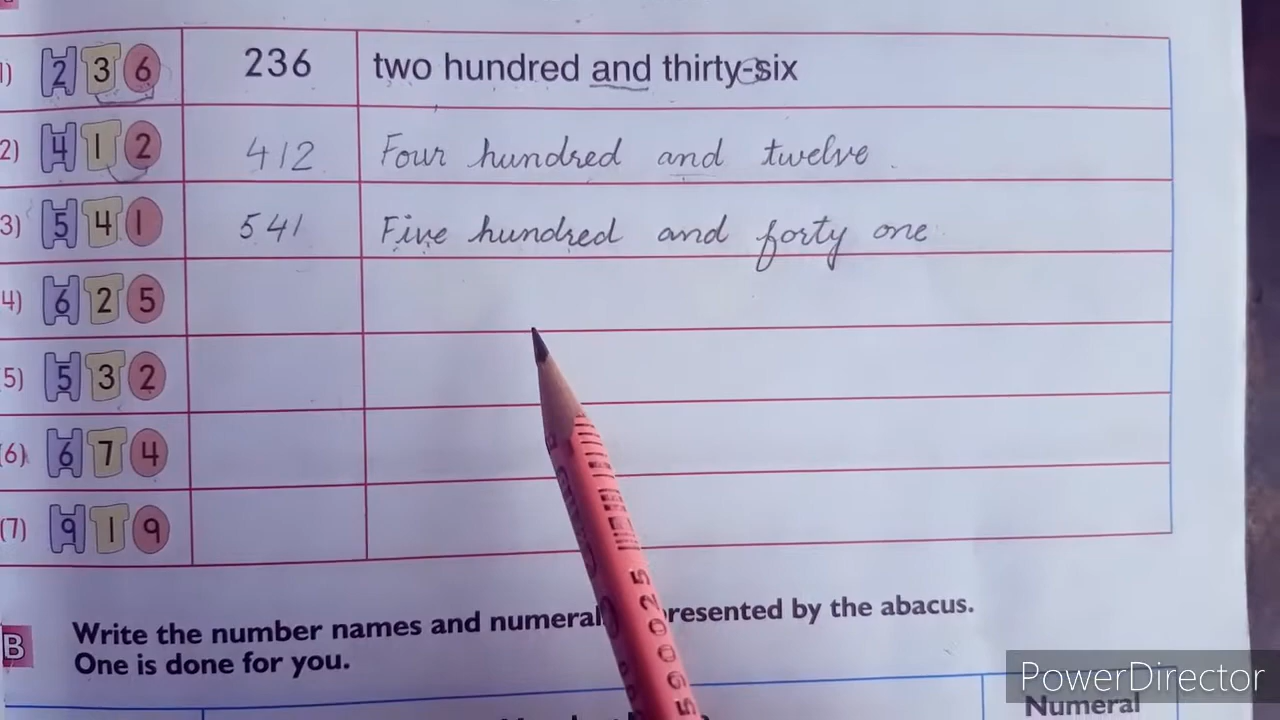 1) 2 3 6 236 two hundred and thirty-six
2) 4 1 2 412 Four hundred and twelve .
3) 5 4 1 541 Five hundred and forty one
4) 6 2 5
5) 5 3 2
(6) 6 7 4
(7) 9 1 9
B Write the number names and numeral presented by the abacus.
One is done for you.
Numeral
590025
PowerDirector